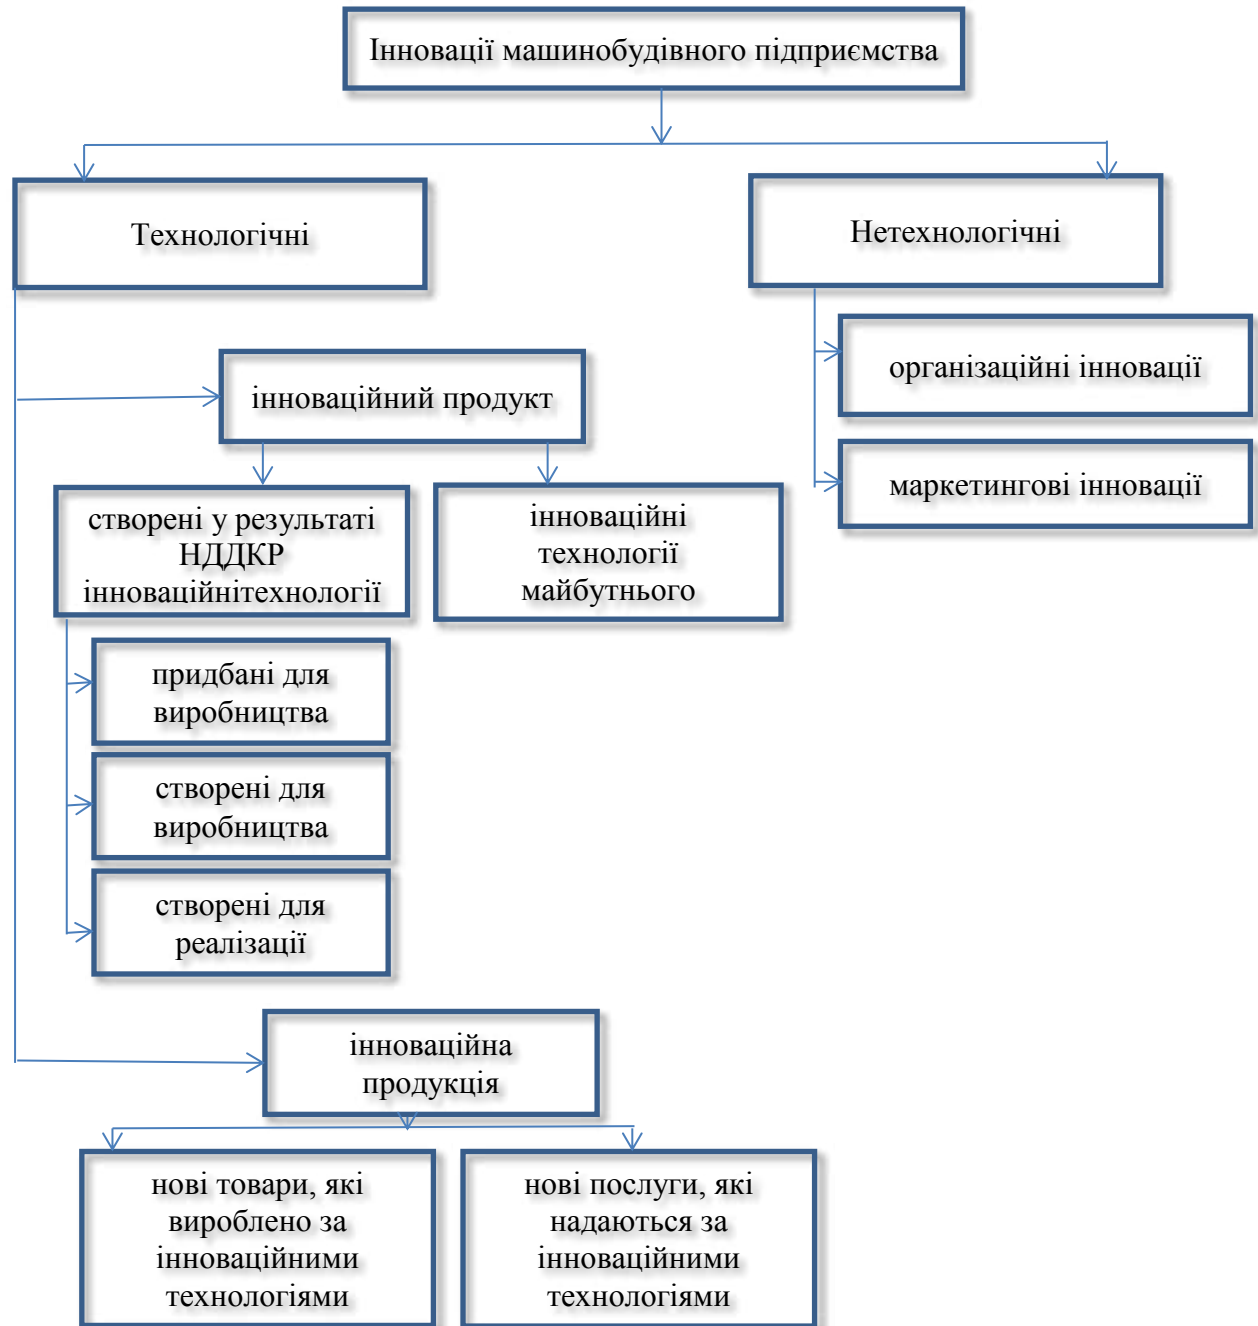 Інновації машинобудівного підприємства
Технологічні
Нетехнологічні
організаційні інновації
маркетингові інновації
інноваційний продукт
створені у результаті
НДДКР
інноваційнітехнології
інноваційні
технології
майбутнього
придбані для
виробництва
створені для
виробництва
створені для
реалізації
інноваційна
продукція
нові товари, які
вироблено за
інноваційними
технологіями
нові послуги, які
надаються за
інноваційними
технологіями